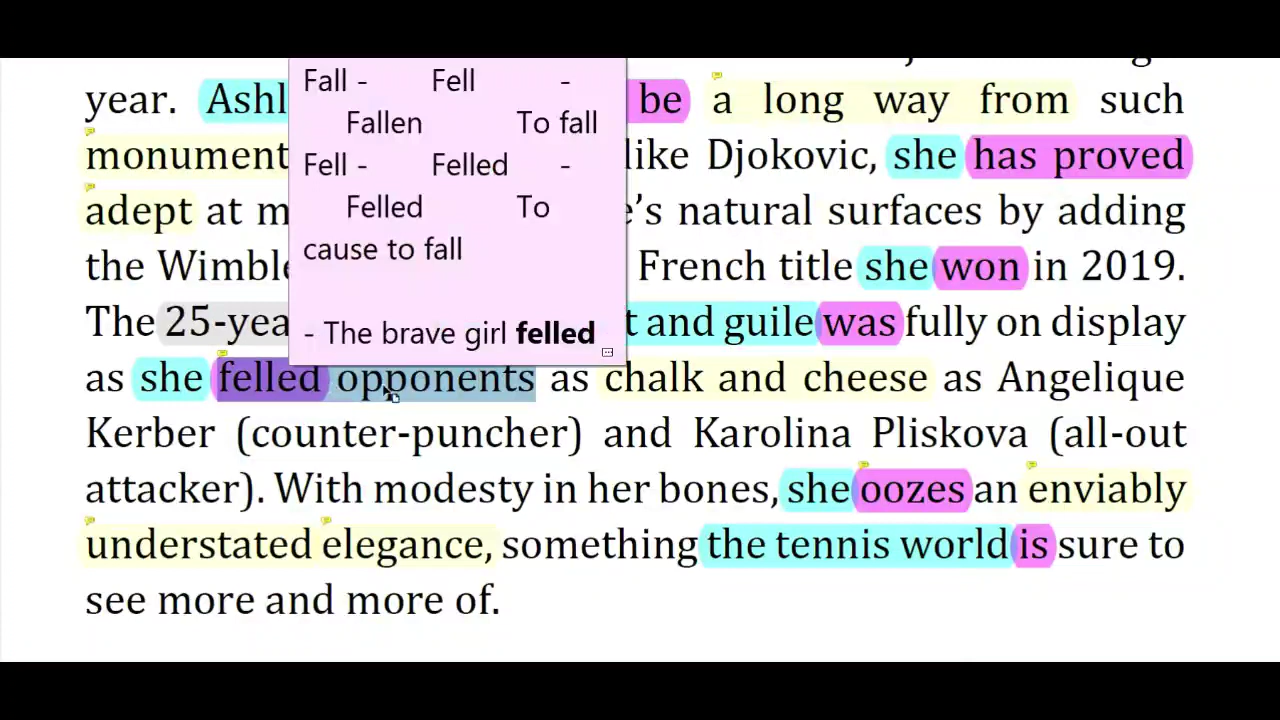 Fall - Fell -
Fallen To fall
Fell - Felled -
Felled To
cause to fall
- The brave girl felled
year. Ashl be a long way from such
monument like Djokovic, she has proved
adept at m e's natural surfaces by adding
the Wimble French title she won in 2019.
The 25-yea t and guile was fully on display
as she felled opponents as chalk and cheese as Angelique
Kerber (counter-puncher) and Karolina Pliskova (all-out
attacker). With modesty in her bones, she oozes an enviably
understated elegance, something the tennis world is sure to
see more and more of.